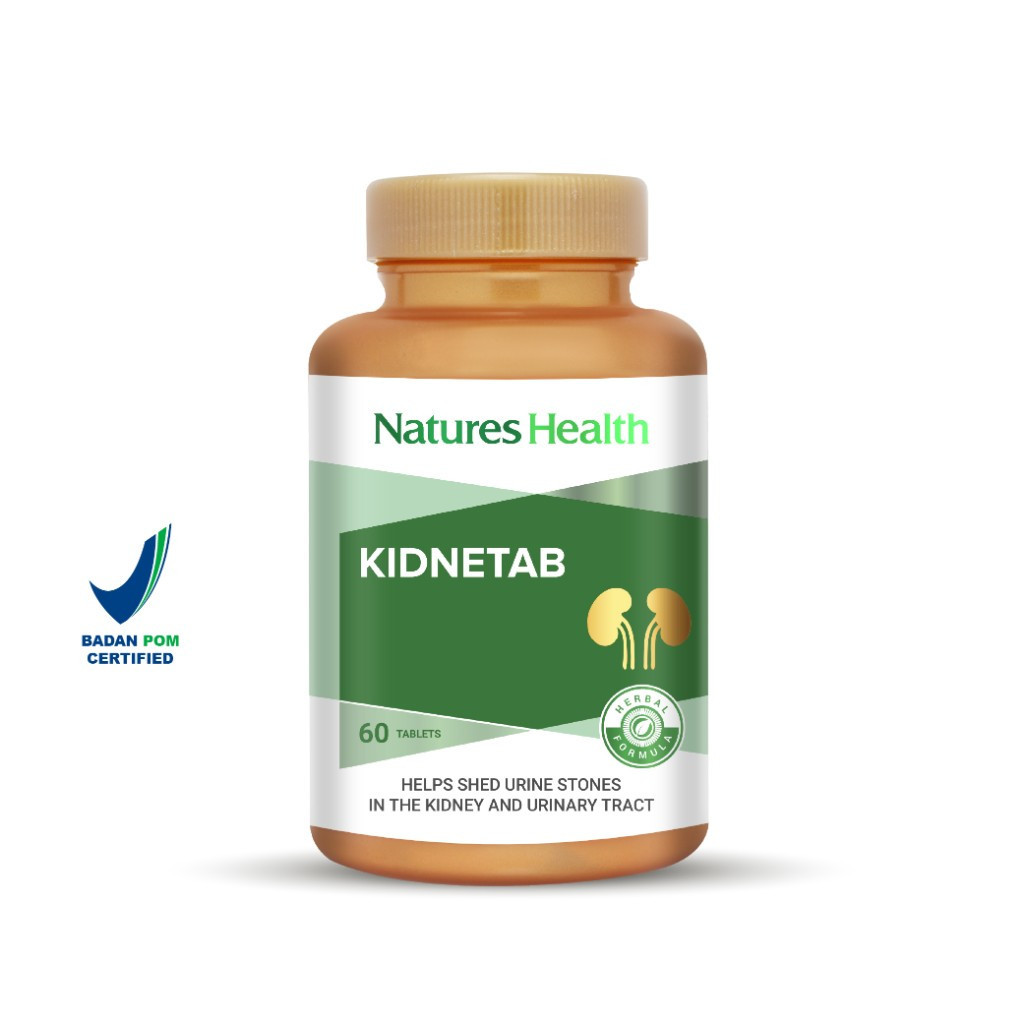 Natures Health
KIDNETAB
HERBAL
FORMULA
60 TABLETS
HELPS SHED URINE STONES
IN THE KIDNEY AND URINARY TRACT
BADAN POM
CERTIFIED